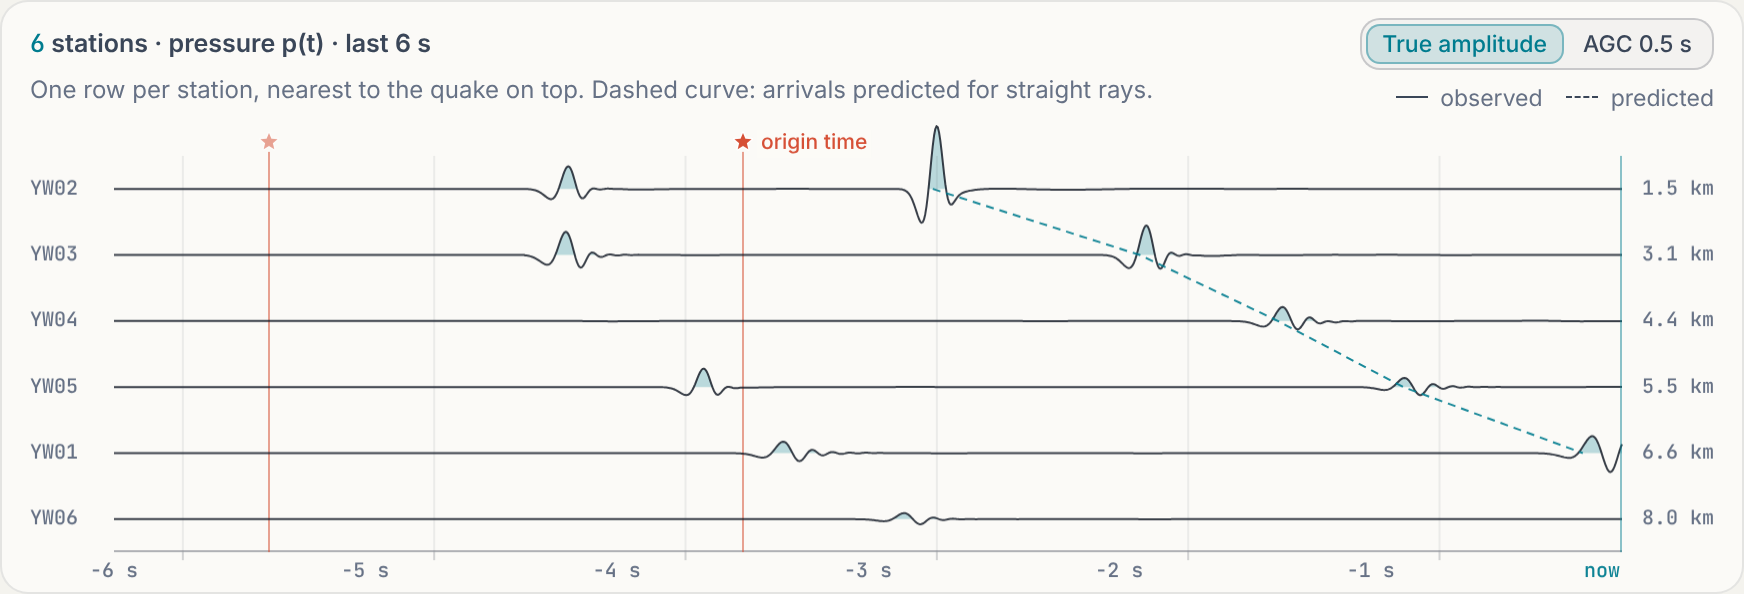 6 stations · pressure p(t) · last 6 s
True amplitude
AGC 0.5 s
One row per station, nearest to the quake on top. Dashed curve: arrivals predicted for straight rays.
observed
predicted
origin time
YW02
1.5 km
YW03
3.1 km
YW04
4.4 km
YW05
5.5 km
YW01
6.6 km
YW06
8.0 km
-6 s
-5 s
-4 s
-3 s
-2 s
-1 s
now